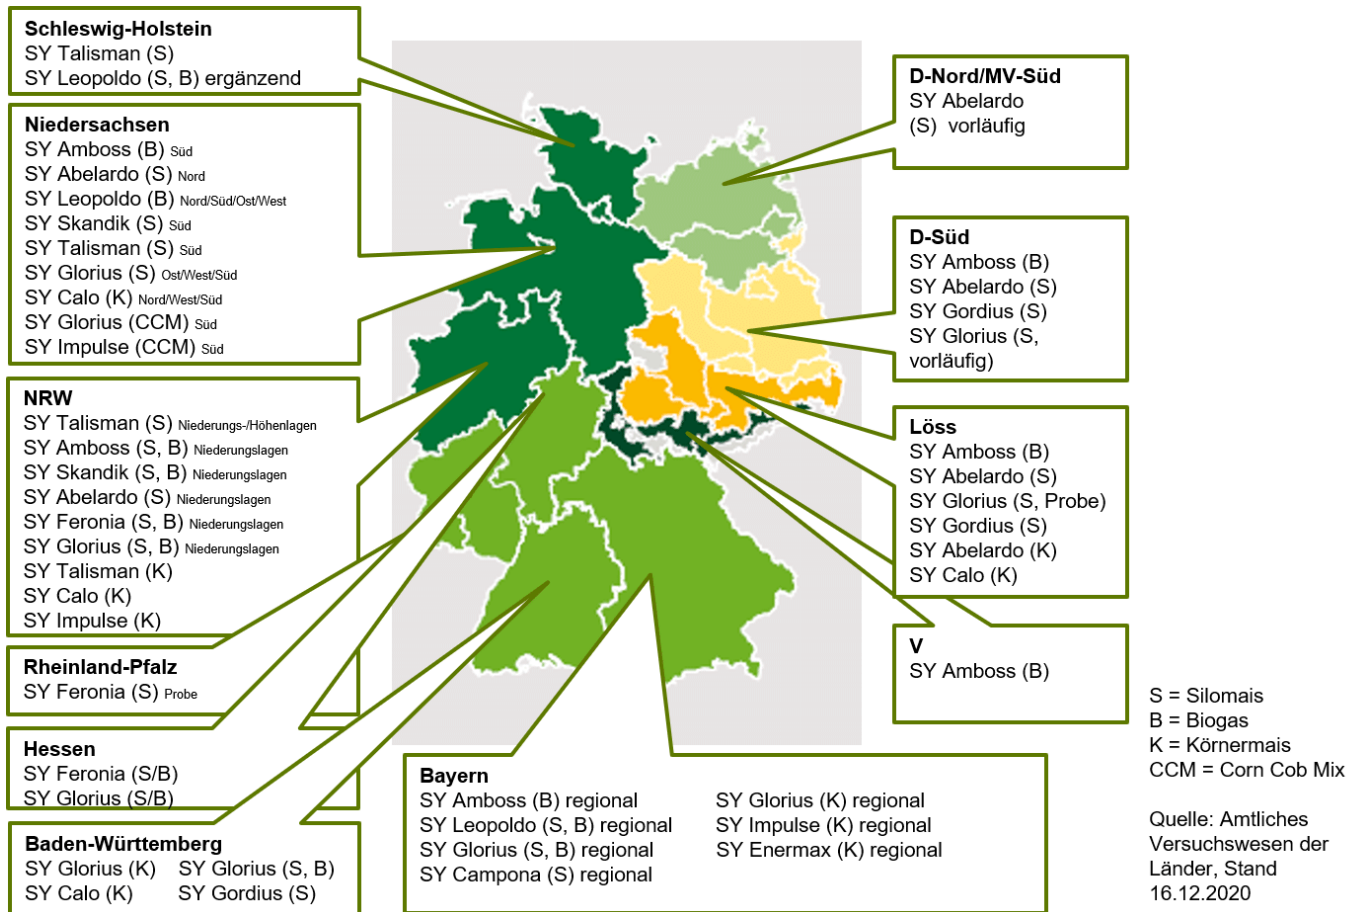 Schleswig-Holstein
SY Talisman (S)
SY Leopoldo (S, B) ergänzend
Niedersachsen
SY Amboss (B) Süd
SY Abelardo (S) Nord
SY Leopoldo (B) Nord/Süd/Ost/West
SY Skandik (S) Süd
SY Talisman (S) Süd
SY Glorius (S) Ost/West/Süd
SY Calo (K) Nord/West/Süd
SY Glorius (CCM) Süd
SY Impulse (CCM) Süd
NRW
SY Talisman (S) Niederungs-/Höhenlagen
SY Amboss (S, B) Niederungslagen
SY Skandik (S, B) Niederungslagen
SY Abelardo (S) Niederungslagen
SY Feronia (S, B) Niederungslagen
SY Glorius (S, B) Niederungslagen
SY Talisman (K)
SY Calo (K)
SY Impulse (K)
Rheinland-Pfalz
SY Feronia (S) Probe
Hessen
SY Feronia (S/B)
SY Glorius (S/B)
Baden-Württemberg
SY Glorius (K) SY Glorius (S, B)
SY Calo (K) SY Gordius (S)
Bayern
SY Amboss (B) regional SY Glorius (K) regional
SY Leopoldo (S, B) regional SY Impulse (K) regional
SY Glorius (S, B) regional SY Enermax (K) regional
SY Campona (S) regional
D-Nord/MV-Süd
SY Abelardo
(S) vorläufig
D-Süd
SY Amboss (B)
SY Abelardo (S)
SY Gordius (S)
SY Glorius (S,
vorläufig)
Löss
SY Amboss (B)
SY Abelardo (S)
SY Glorius (S, Probe)
SY Gordius (S)
SY Abelardo (K)
SY Calo (K)
V
SY Amboss (B)
S = Silomais
B = Biogas
K = Körnermais
CCM = Corn Cob Mix
Quelle: Amtliches
Versuchswesen der
Länder, Stand
16.12.2020